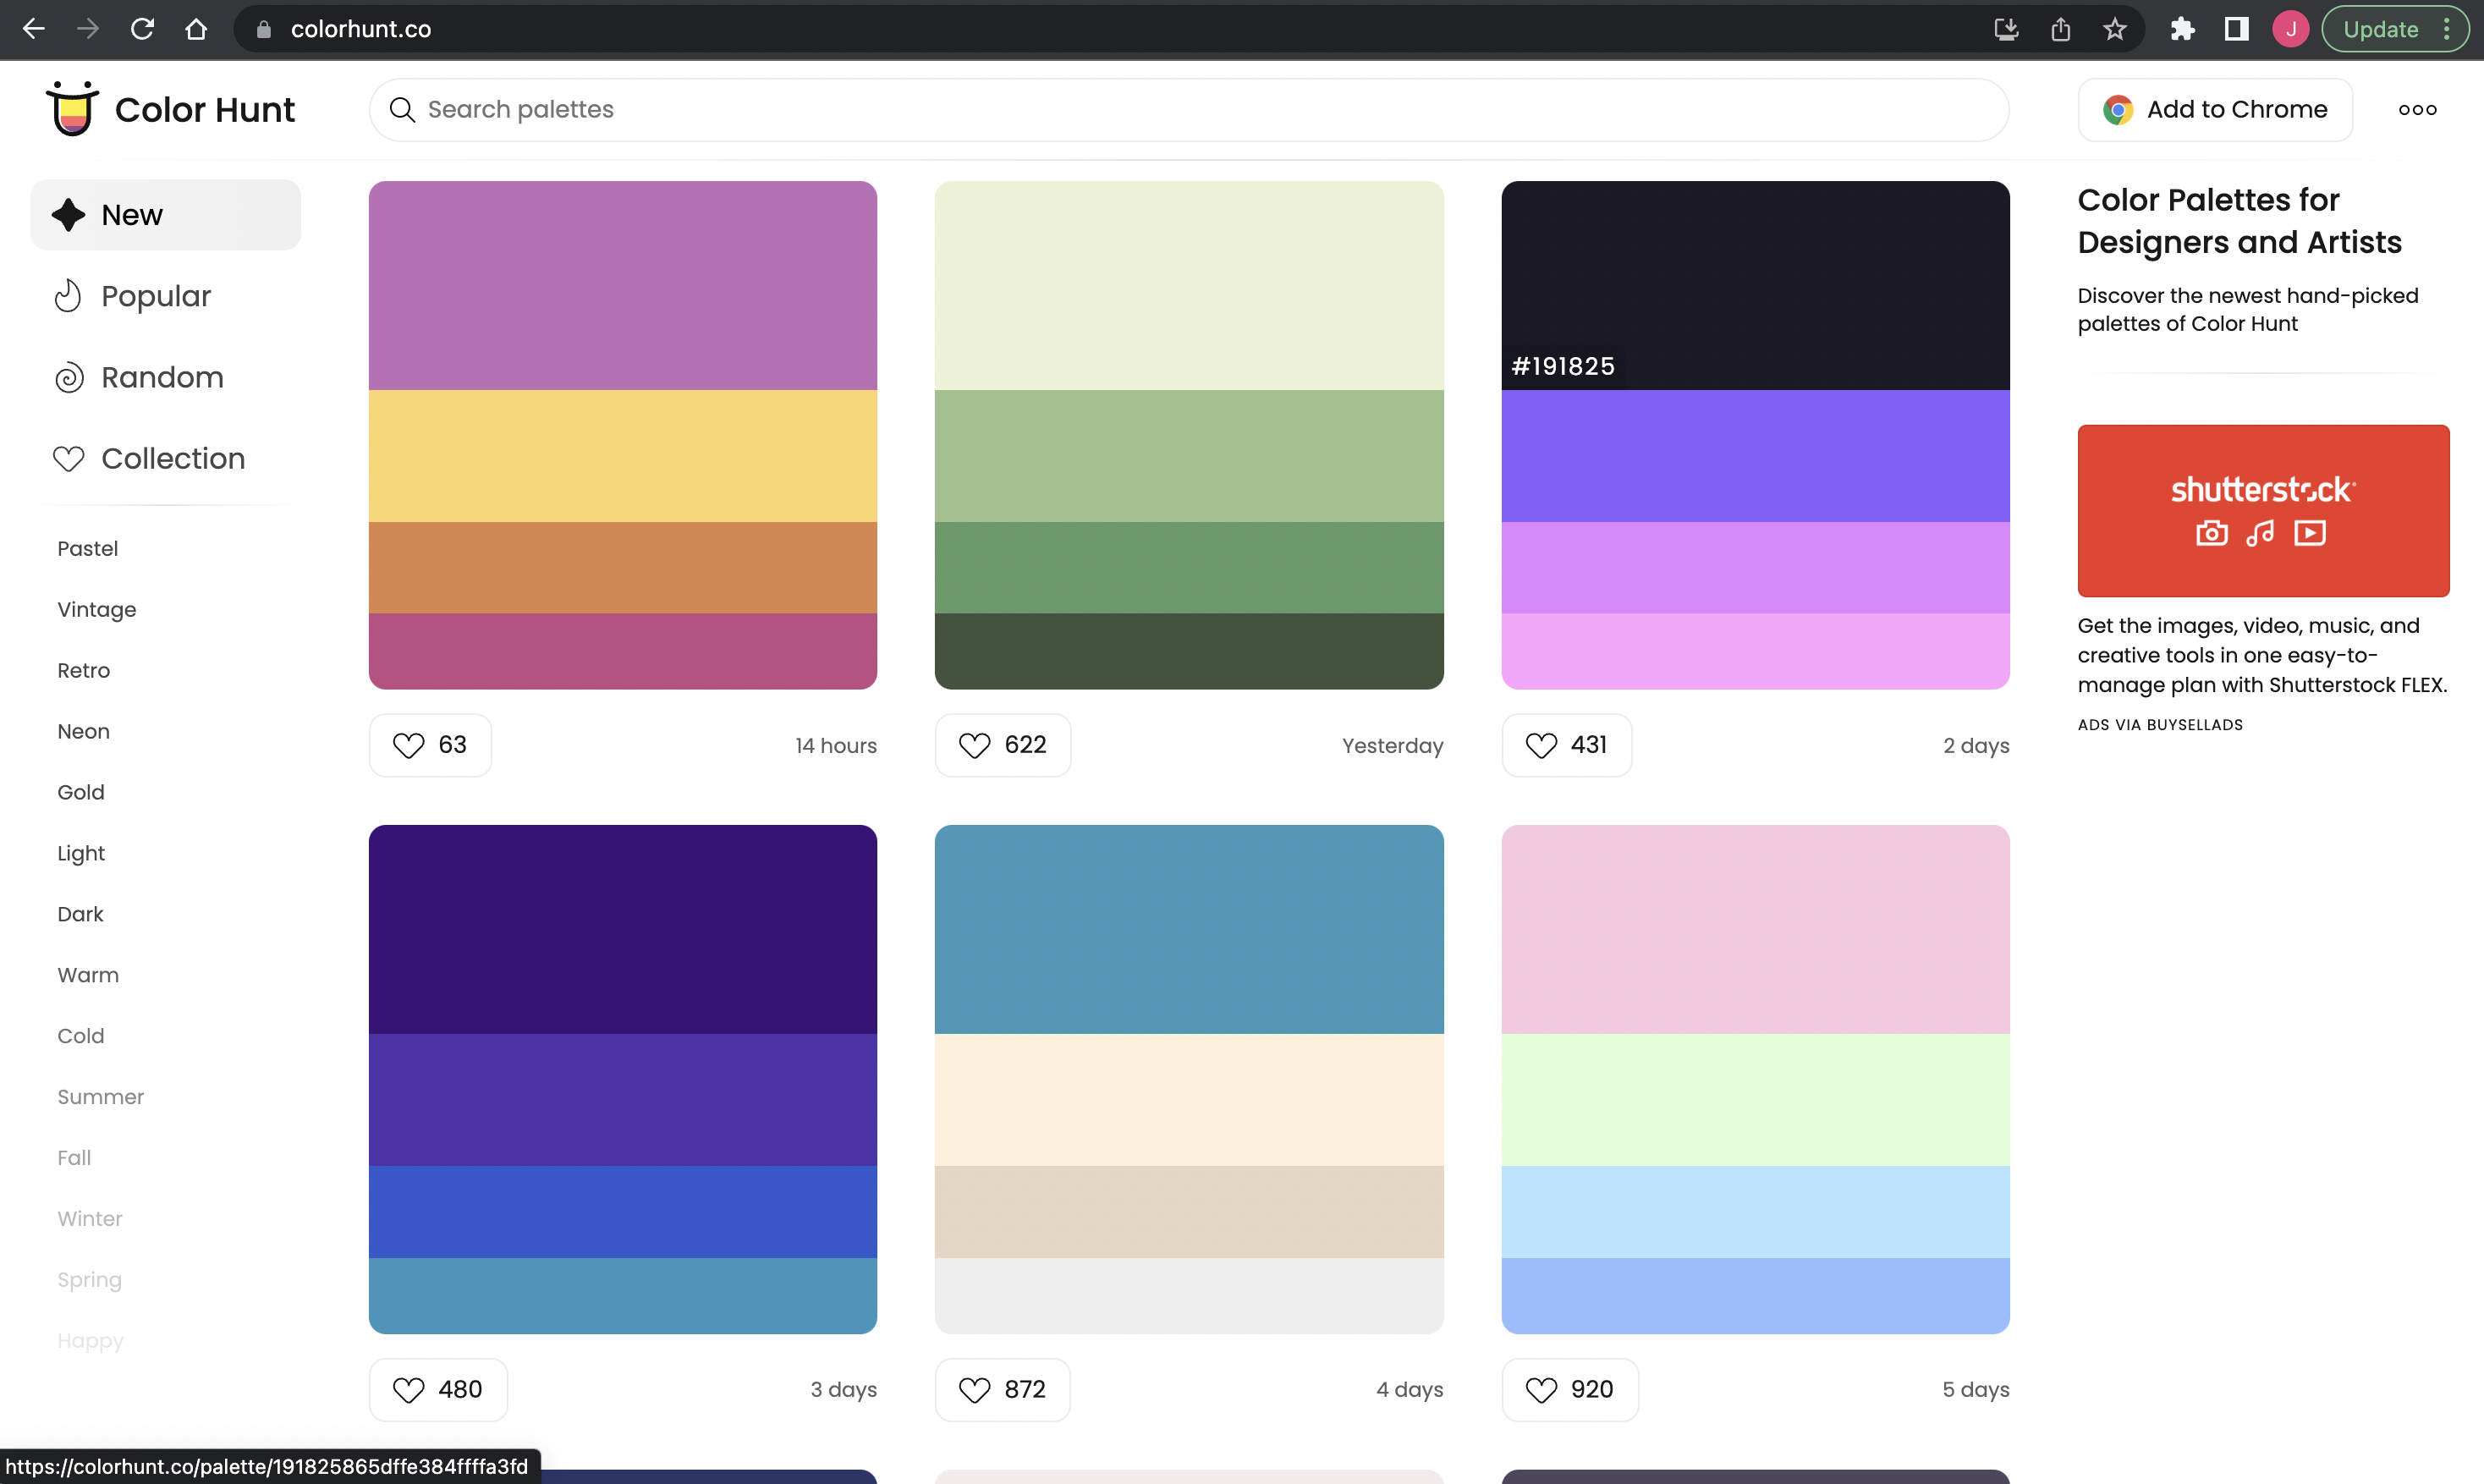 colorhunt.co
J
Update
Color Hunt
Search palettes
Add to Chrome
New
Popular
Random
Collection
Pastel
Vintage
Retro
Neon
Gold
Light
Dark
Warm
Cold
Summer
Fall
Winter
Spring
Happy
#191825
63
14 hours
622
Yesterday
431
2 days
480
3 days
872
4 days
920
5 days
Color Palettes for
Designers and Artists
Discover the newest hand-picked
palettes of Color Hunt
shutterstock
Get the images, video, music, and
creative tools in one easy-to-
manage plan with Shutterstock FLEX.
ADS VIA BUYSELLADS
https://colorhunt.co/palette/191825865dffe384ffffa3fd